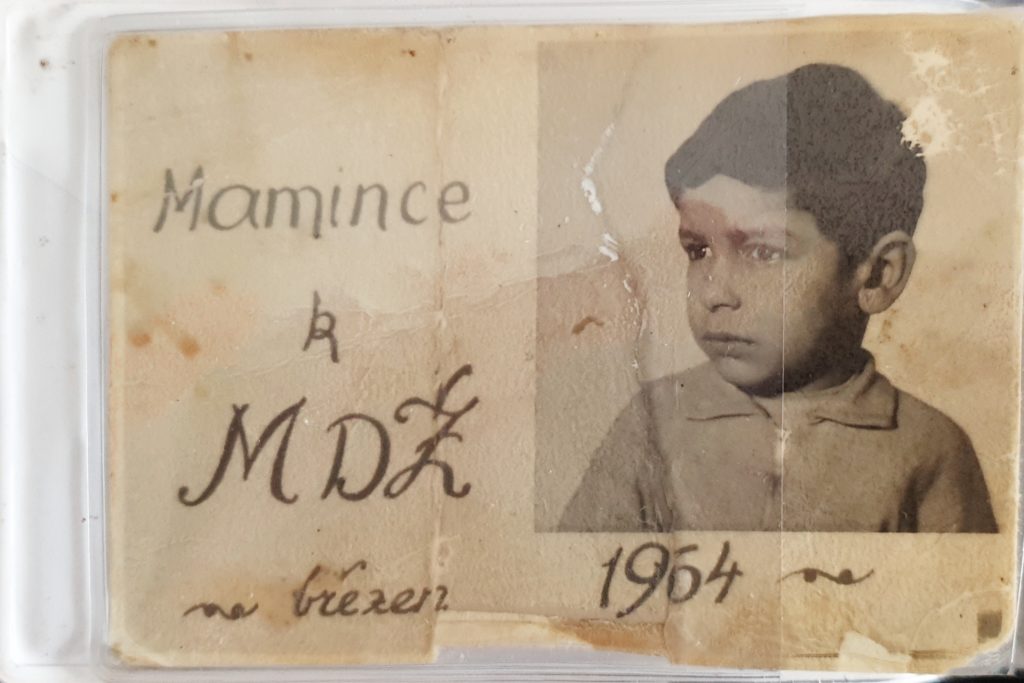 Mamince
k
MDŽ
březen 1964